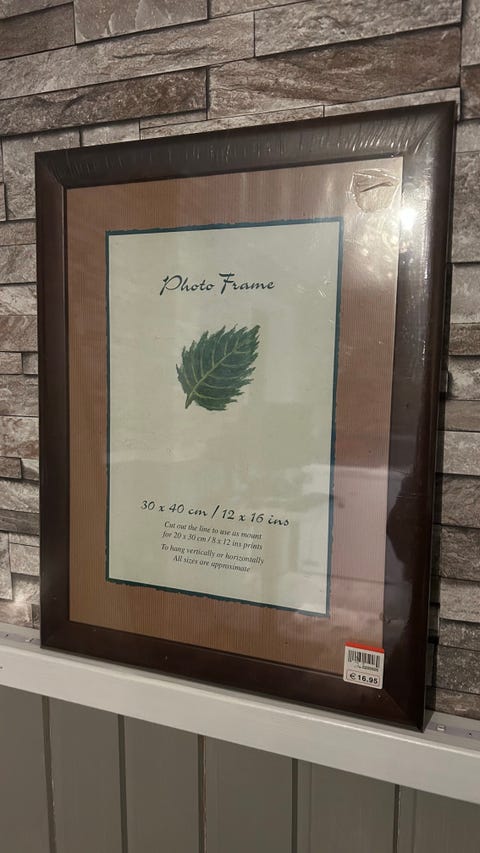 Photo Frame
30 x 40 cm / 12 x 16 ins
Cut out the line to use as mount
for 20 x 30 cm / 8 x 12 ins prints
To hang vertically or horizontally
All sizes are approximate
€ 16.95